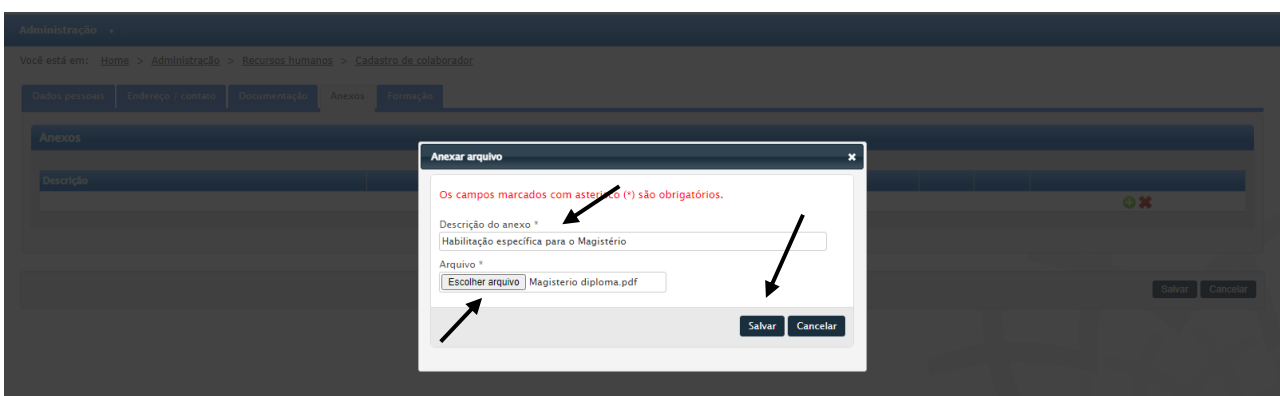 Administração
Você está em: Home > Administração > Recursos humanos > Cadastro de colaborador
Dados pessoais Endereço / contato Documentação Anexos Formação
Anexos
Descrição
Anexar arquivo
Os campos marcados com asterisco (*) são obrigatórios.
Descrição do anexo *
Habilitação específica para o Magistério
Arquivo *
Escolher arquivo Magisterio diploma.pdf
Salvar Cancelar
Salvar Cancelar